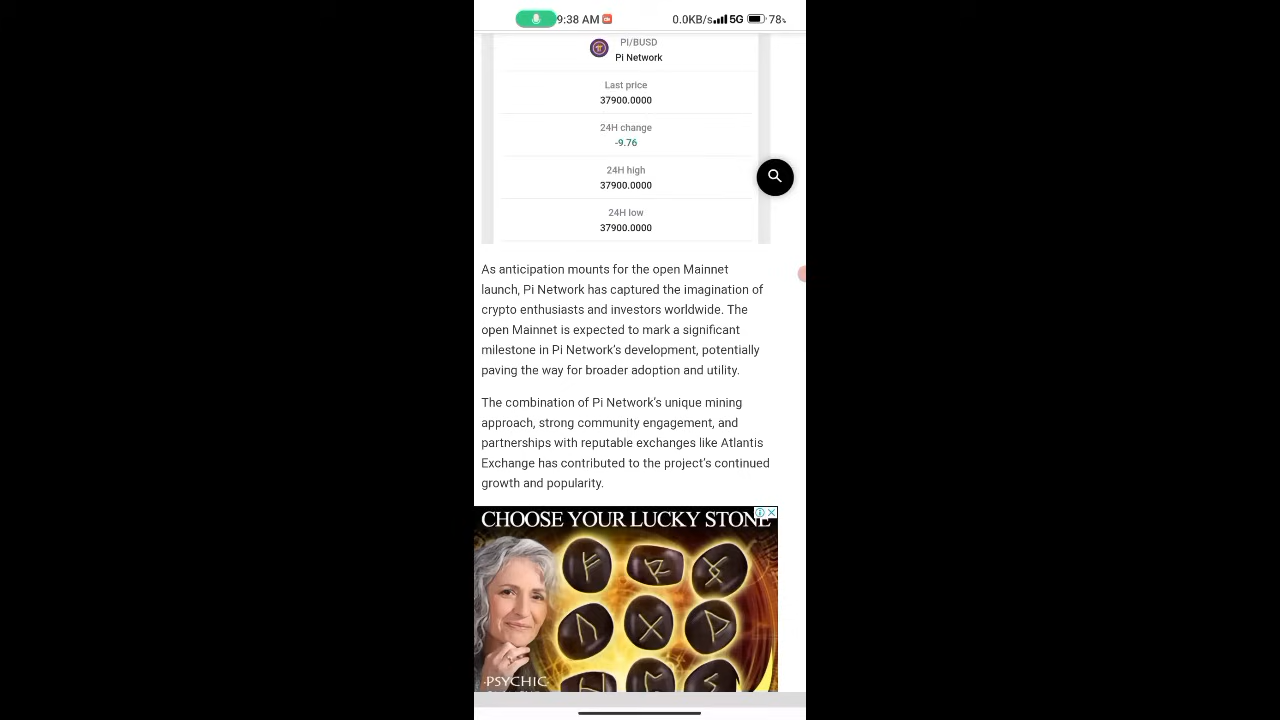 9:38 AM
0.0KB/s 5G 78%
Pi/BUSD
Pi Network
Last price
37900.0000
24H change
-9.76
24H high
37900.0000
24H low
37900.0000
As anticipation mounts for the open Mainnet
launch, Pi Network has captured the imagination of
crypto enthusiasts and investors worldwide. The
open Mainnet is expected to mark a significant
milestone in Pi Network's development, potentially
paving the way for broader adoption and utility.
The combination of Pi Network's unique mining
approach, strong community engagement, and
partnerships with reputable exchanges like Atlantis
Exchange has contributed to the project's continued
growth and popularity.
CHOOSE YOUR LUCKY STONE
PSYCHIC